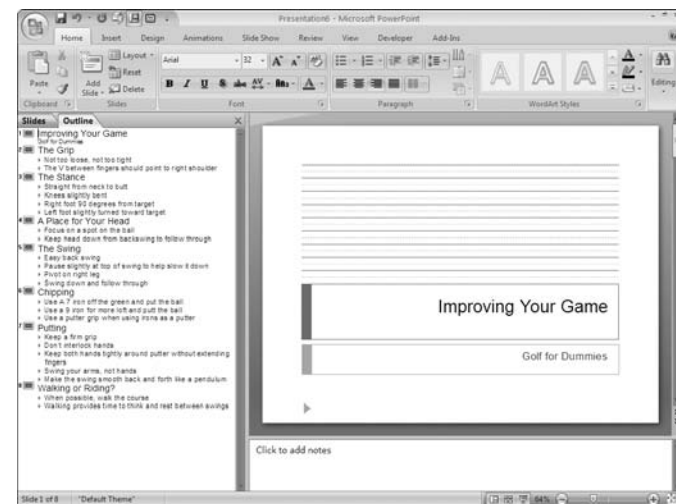 Presentation6 - Microsoft PowerPoint
Home Insert Design Animations Slide Show Review View Developer Add-Ins
Layout
Arial 32
Reset
Paste Add Slide Delete Editing
Clipboard Slides Font Paragraph WordArt Styles
Slides Outline
1 Improving Your Game
Golf for Dummies
2 The Grip
Not too loose, not too tight
The V between fingers should point to right shoulder
3 The Stance
Straight from neck to butt
Knees slightly bent
Right foot 90 degrees from target
Left foot slightly turned toward target
4 A Place for Your Head
Focus on a spot on the ball
Keep head down from backswing to follow through
5 The Swing
Easy back swing
Pause slightly at top of swing to help slow it down
Pivot on right leg
Swing down and follow through
6 Chipping
Use A 7 iron off the green and put the ball
Use a 9 iron for more loft and putt the ball
Use a putter grip when using irons as a putter
7 Putting
Keep a firm grip
Don't interlock hands
Keep both hands tightly around putter without extending
fingers
Swing your arms, not hands
Make the swing smooth back and forth like a pendulum
8 Walking or Riding?
When possible, walk the course
Walking provides time to think and rest between swings
Improving Your Game
Golf for Dummies
Click to add notes
Slide 1 of 8 "Default Theme" 64%